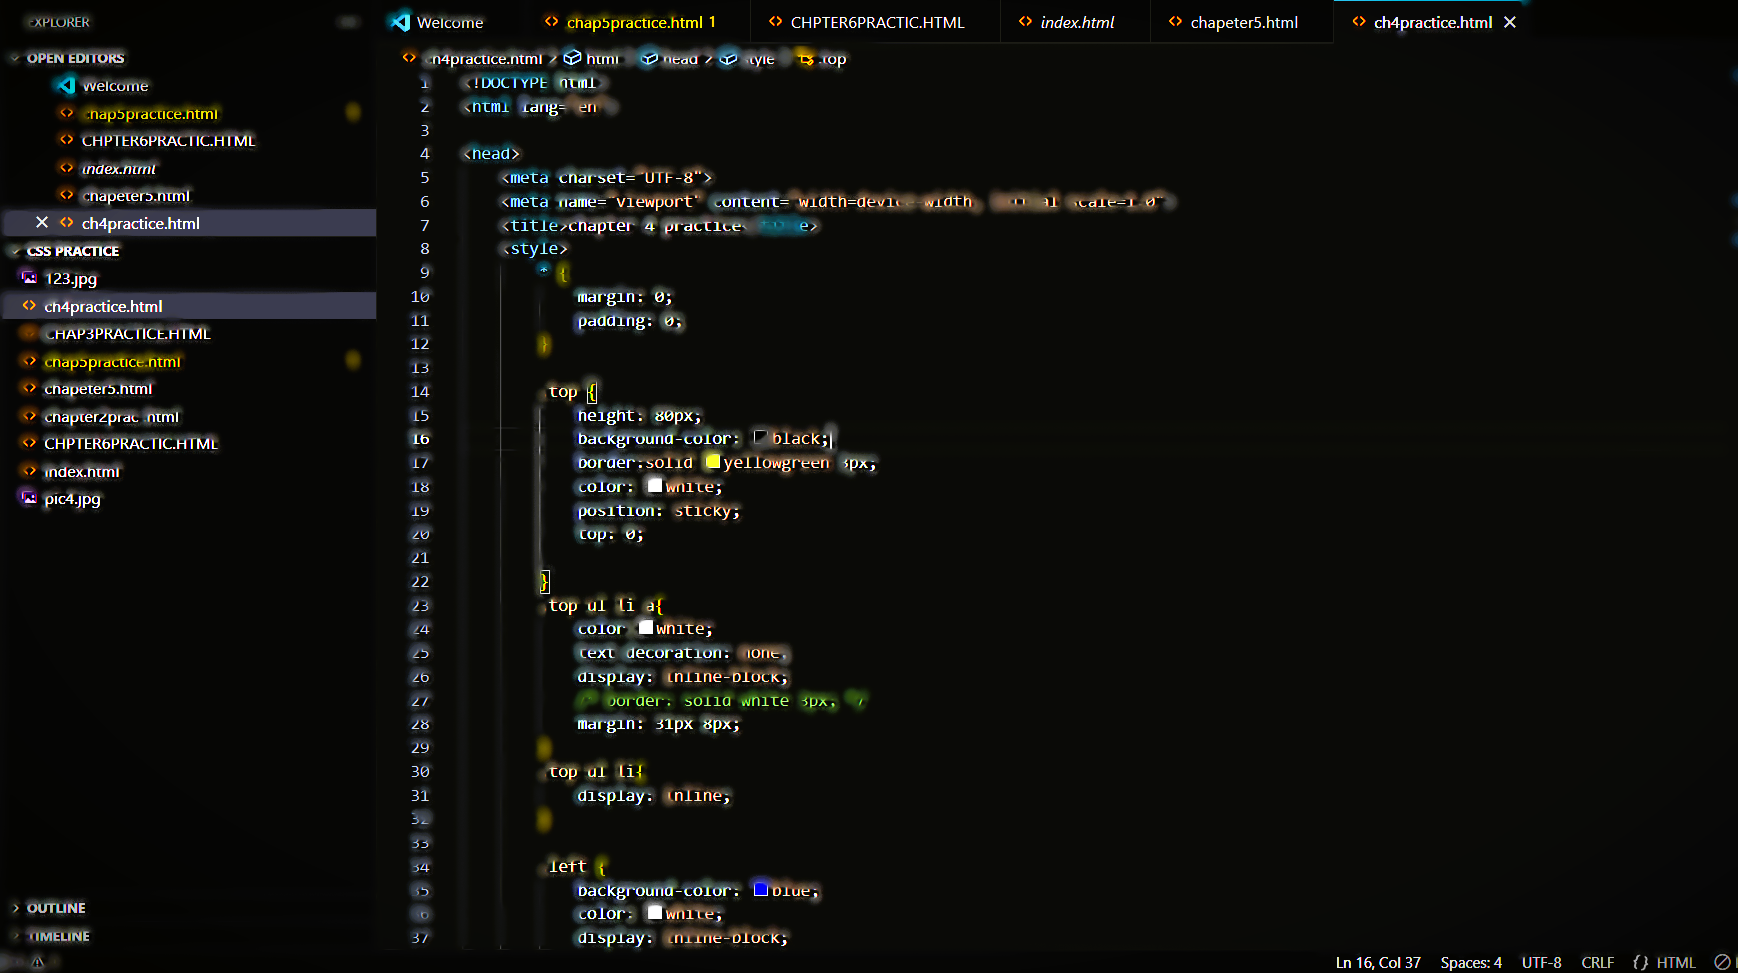 EXPLORER
OPEN EDITORS
Welcome
chap5practice.html
CHPTER6PRACTIC.HTML
index.html
chapeter5.html
ch4practice.html
CSS PRACTICE
123.jpg
ch4practice.html
CHAP3PRACTICE.HTML
chap5practice.html
chapeter5.html
chapter2prac .html
CHPTER6PRACTIC.HTML
index.html
pic4.jpg
OUTLINE
TIMELINE
Welcome
chap5practice.html 1
CHPTER6PRACTIC.HTML
index.html
chapeter5.html
ch4practice.html
ch4practice.html > html > head > style > .top
1 <!DOCTYPE html>
2 <html lang="en">
3
4 <head>
5 <meta charset="UTF-8">
6 <meta name="viewport" content="width=device-width, initial-scale=1.0">
7 <title>chapter 4 practice</title>
8 <style>
9 * {
10 margin: 0;
11 padding: 0;
12 }
13
14 .top {
15 height: 80px;
16 background-color: black;
17 border:solid yellowgreen 3px;
18 color: white;
19 position: sticky;
20 top: 0;
21
22 }
23 .top ul li a{
24 color: white;
25 text-decoration: none;
26 display: inline-block;
27 /* border: solid white 3px; */
28 margin: 31px 8px;
29 }
30 .top ul li{
31 display: inline;
32 }
33
34 .left {
35 background-color: blue;
36 color: white;
37 display: inline-block;
Ln 16, Col 37
Spaces: 4
UTF-8
CRLF
{} HTML